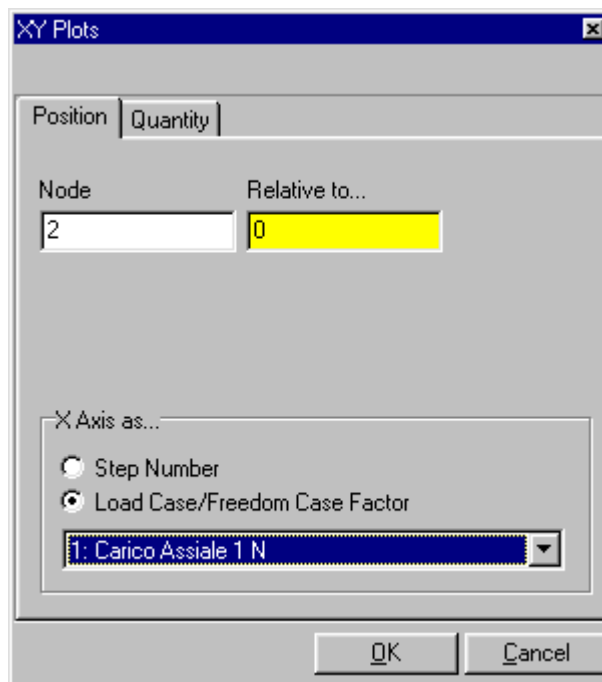 XY Plots
Position Quantity
Node Relative to...
2 0
X Axis as...
Step Number
Load Case/Freedom Case Factor
1: Carico Assiale 1 N
OK Cancel